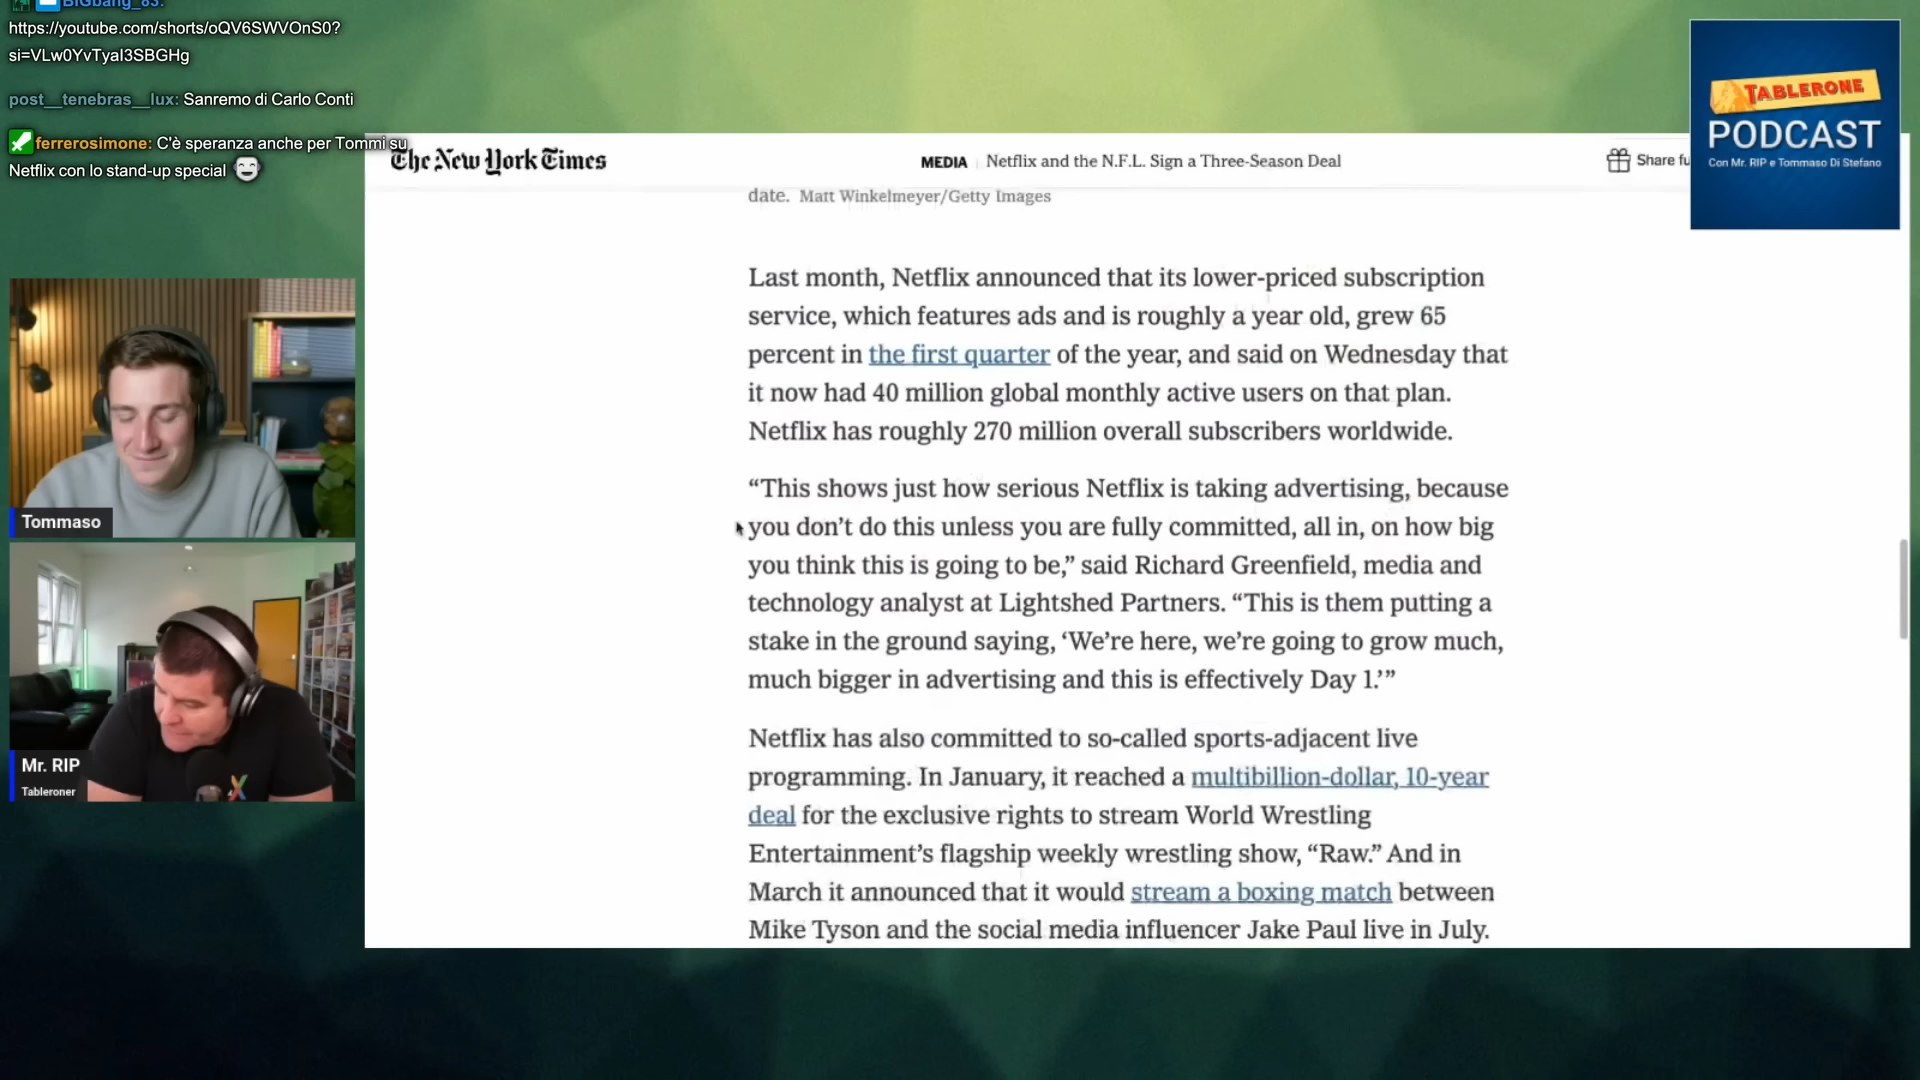 BIGbang_83:
https://youtube.com/shorts/oQV6SWVOnS0?
si=VLw0YvTyaI3SBGHg
post__tenebras__lux: Sanremo di Carlo Conti
ferrerosimone: C'è speranza anche per Tommi su
Netflix con lo stand-up special
TABLERONE
PODCAST
Con Mr. RIP e Tommaso Di Stefano
The New York Times
MEDIA | Netflix and the N.F.L. Sign a Three-Season Deal
Share fu
date. Matt Winkelmeyer/Getty Images
Last month, Netflix announced that its lower-priced subscription
service, which features ads and is roughly a year old, grew 65
percent in the first quarter of the year, and said on Wednesday that
it now had 40 million global monthly active users on that plan.
Netflix has roughly 270 million overall subscribers worldwide.
“This shows just how serious Netflix is taking advertising, because
you don’t do this unless you are fully committed, all in, on how big
you think this is going to be,” said Richard Greenfield, media and
technology analyst at Lightshed Partners. “This is them putting a
stake in the ground saying, ‘We’re here, we’re going to grow much,
much bigger in advertising and this is effectively Day 1.’”
Netflix has also committed to so-called sports-adjacent live
programming. In January, it reached a multibillion-dollar, 10-year
deal for the exclusive rights to stream World Wrestling
Entertainment’s flagship weekly wrestling show, “Raw.” And in
March it announced that it would stream a boxing match between
Mike Tyson and the social media influencer Jake Paul live in July.
Tommaso
Mr. RIP
Tableroner